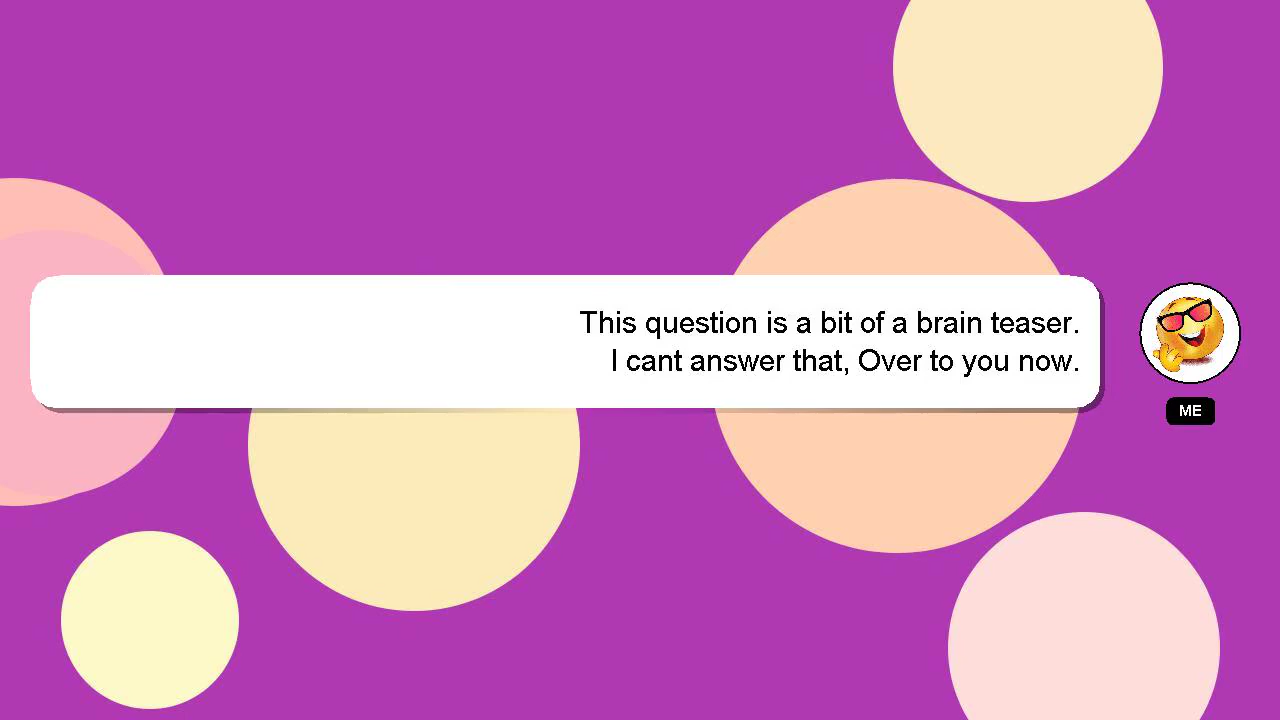 This question is a bit of a brain teaser.
I cant answer that, Over to you now.
ME